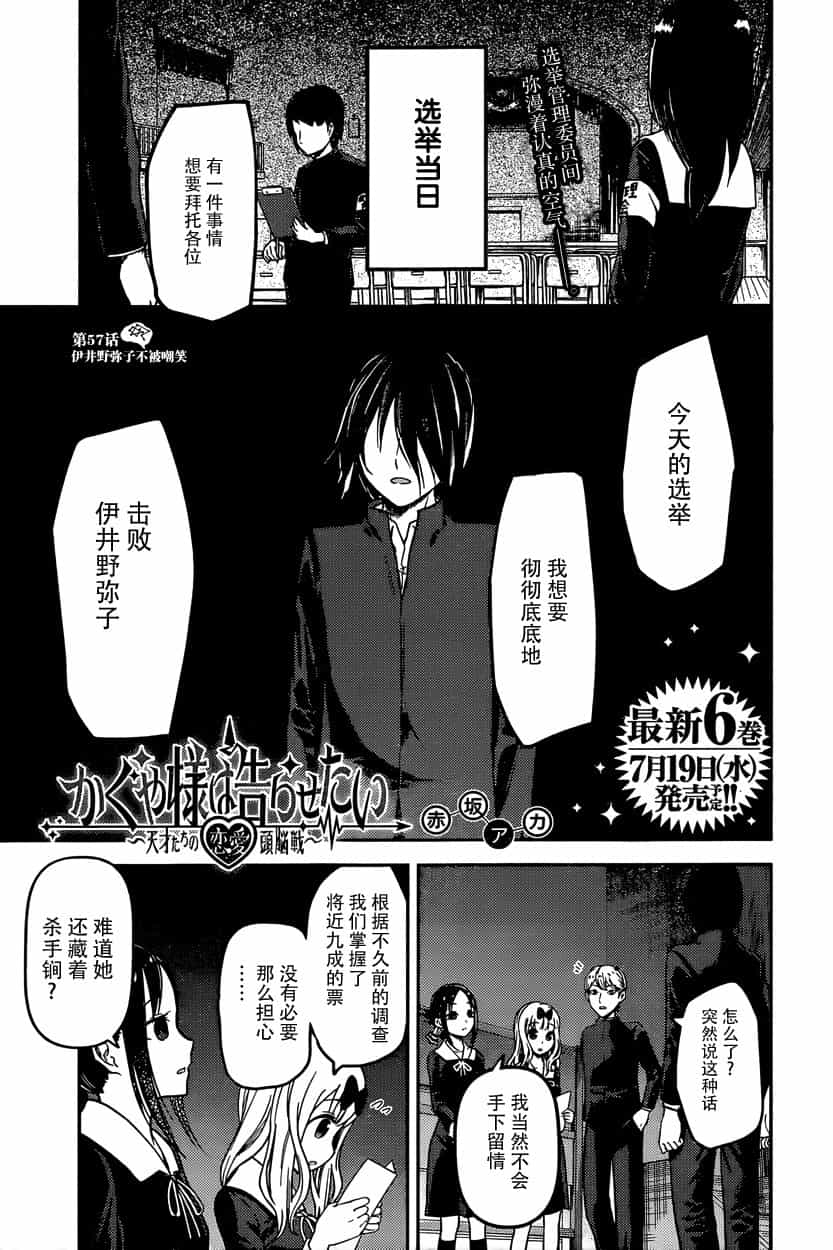 选举管理委员间
弥漫着认真的空气
选举当日
有一件事情
想要拜托各位
理
会
第57话
伊井野弥子不被嘲笑
今天的选举
我想要
彻彻底底地
击败
伊井野弥子
最新6巻
7月19日(水)
発売予定!!
かぐや様は告らせたい
～天才たちの恋愛頭脳戦～
赤坂アカ
怎么了?
突然说这种话
我当然不会
手下留情
根据不久前的调查
我们掌握了
将近九成的票
没有必要
那么担心
……
难道她
还藏着
杀手锏?